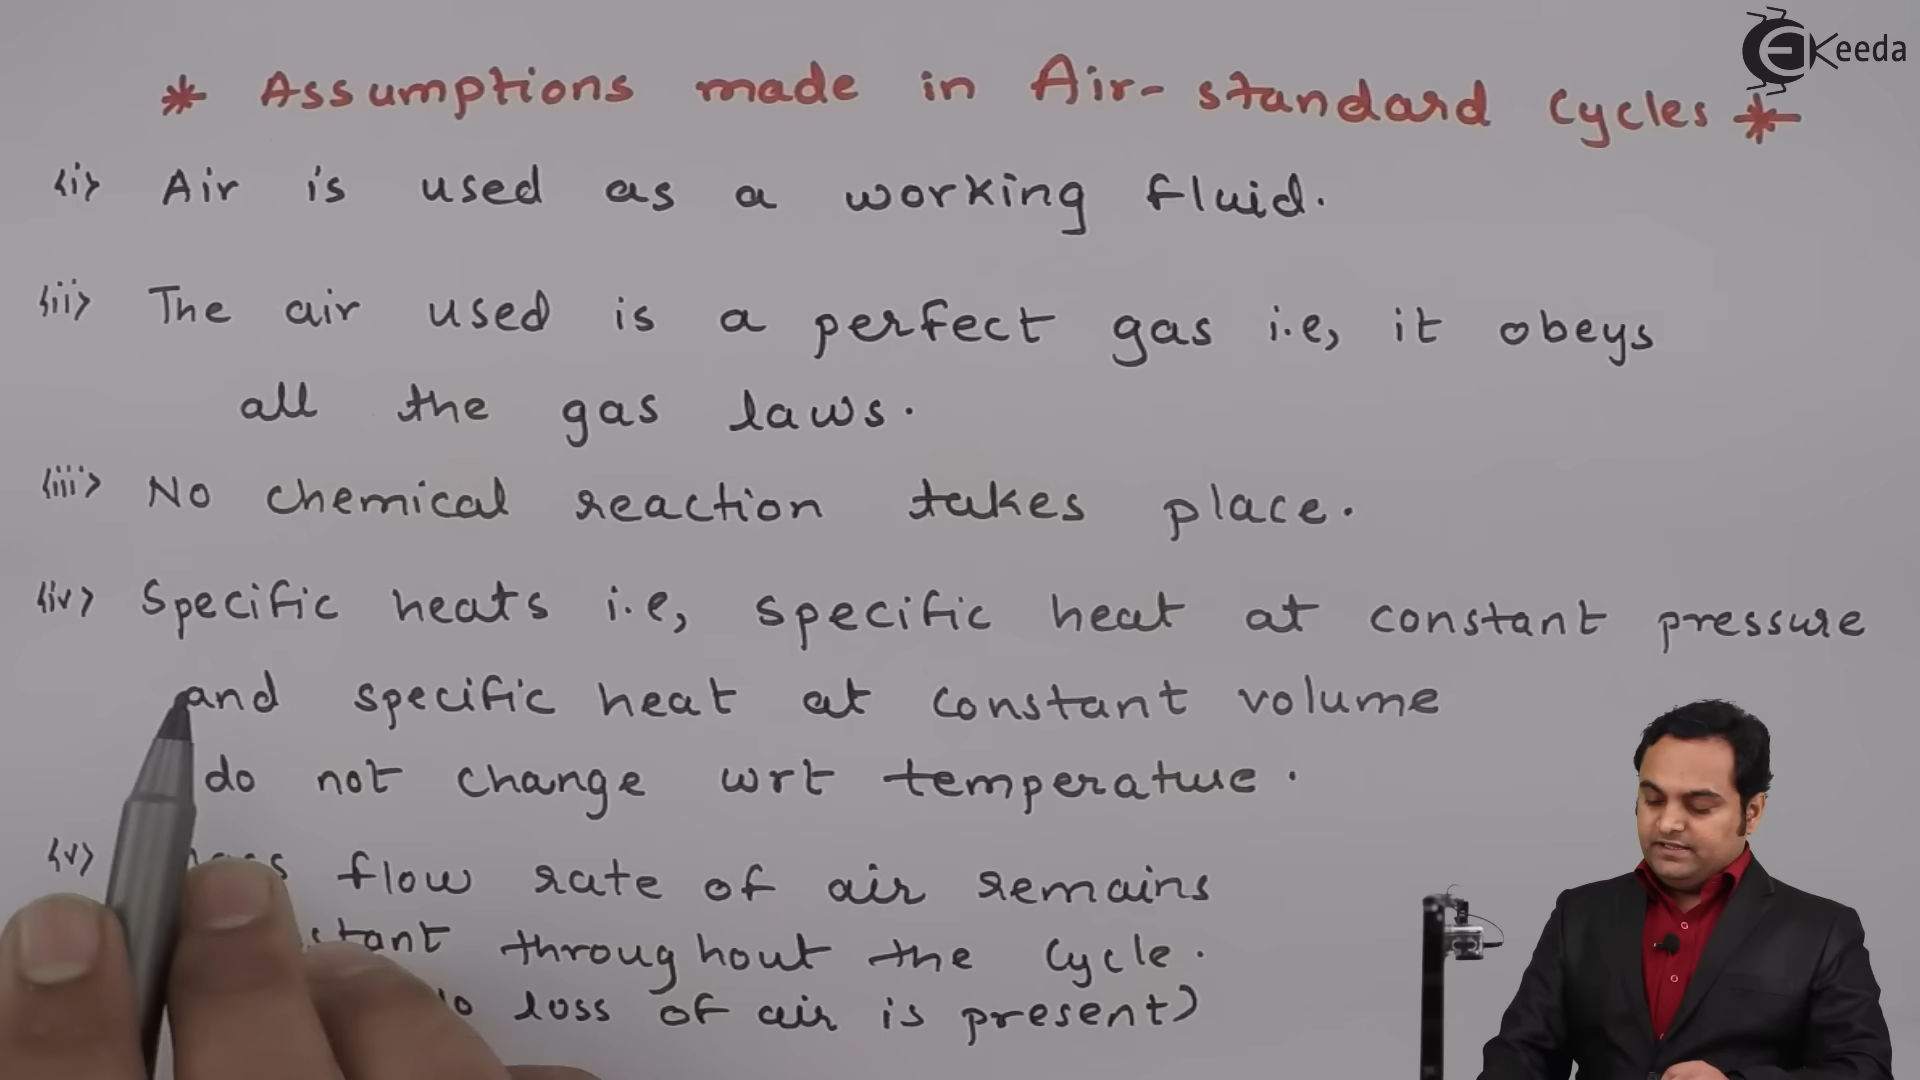 EKeeda
* Assumptions made in Air-standard Cycles *
(i) Air is used as a working fluid.
(ii) The air used is a perfect gas i.e, it obeys
all the gas laws.
(iii) No chemical reaction takes place.
(iv) Specific heats i.e, specific heat at constant pressure
and specific heat at constant volume
do not change wrt temperature.
(v) flow rate of air remains
throughout the cycle.
loss of air is present)